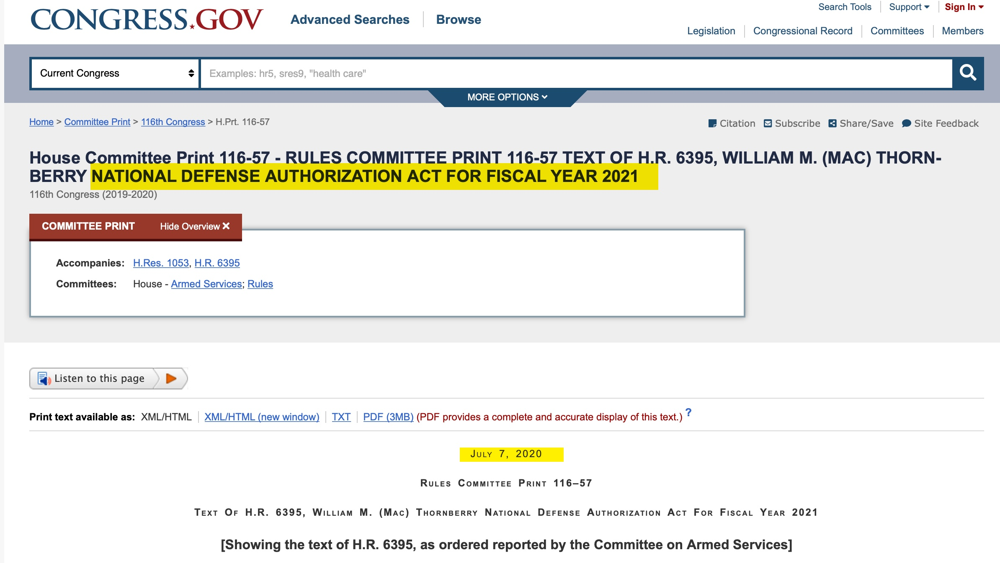 CONGRESS.GOV
Advanced Searches
Browse
Search Tools
Support
Sign In
Legislation
Congressional Record
Committees
Members
Current Congress
Examples: hr5, sres9, "health care"
MORE OPTIONS
Home > Committee Print > 116th Congress > H.Prt. 116-57
Citation
Subscribe
Share/Save
Site Feedback
House Committee Print 116-57 - RULES COMMITTEE PRINT 116-57 TEXT OF H.R. 6395, WILLIAM M. (MAC) THORN-
BERRY NATIONAL DEFENSE AUTHORIZATION ACT FOR FISCAL YEAR 2021
116th Congress (2019-2020)
COMMITTEE PRINT
Hide Overview ×
Accompanies: H.Res. 1053, H.R. 6395
Committees: House - Armed Services; Rules
Listen to this page
Print text available as: XML/HTML | XML/HTML (new window) | TXT | PDF (3MB) (PDF provides a complete and accurate display of this text.) ?
July 7, 2020
Rules Committee Print 116–57
Text Of H.R. 6395, William M. (Mac) Thornberry National Defense Authorization Act For Fiscal Year 2021
[Showing the text of H.R. 6395, as ordered reported by the Committee on Armed Services]